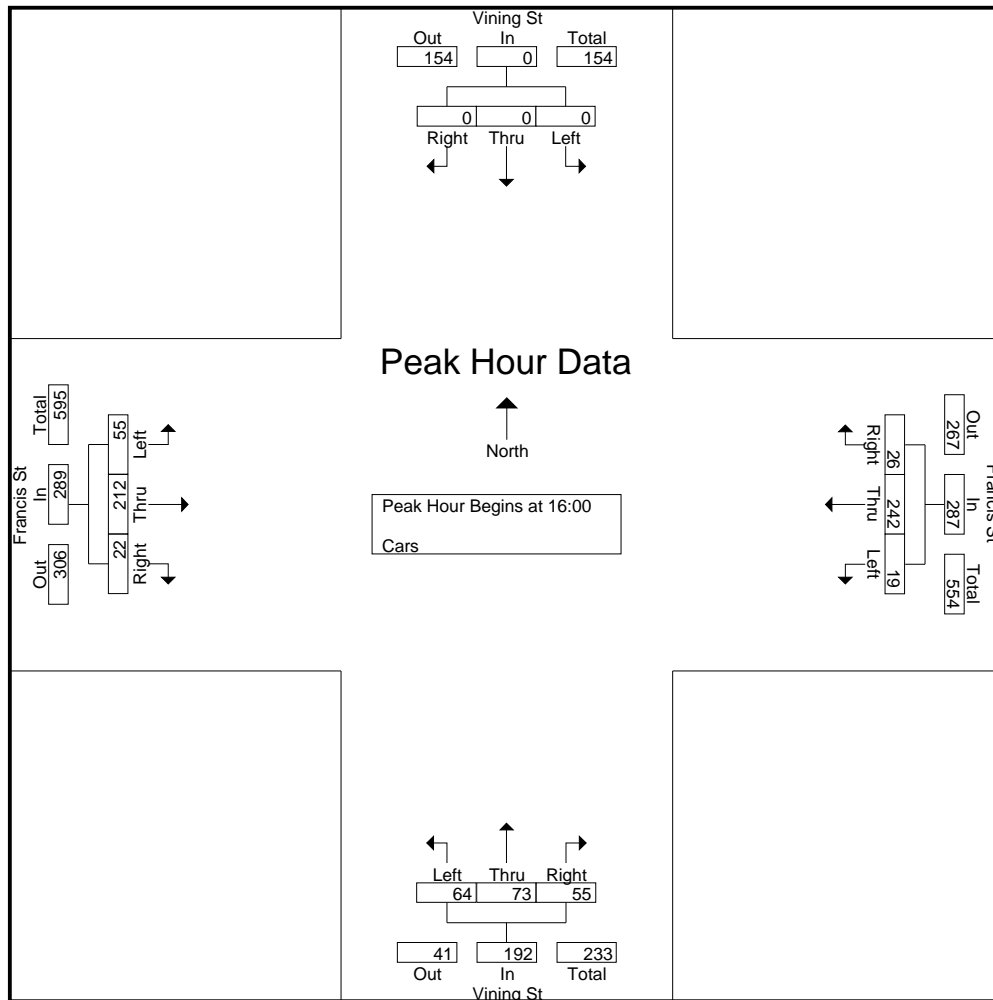 Vining St
Out In Total
154 0 154
0 0 0
Right Thru Left
Peak Hour Data
North
Peak Hour Begins at 16:00
Cars
Francis St
Total In Out
595 289 306
55 212 22
Left Thru Right
Right Thru Left
26 242 19
Out In Total
267 287 554
Francis St
Left Thru Right
64 73 55
41 192 233
Out In Total
Vining St